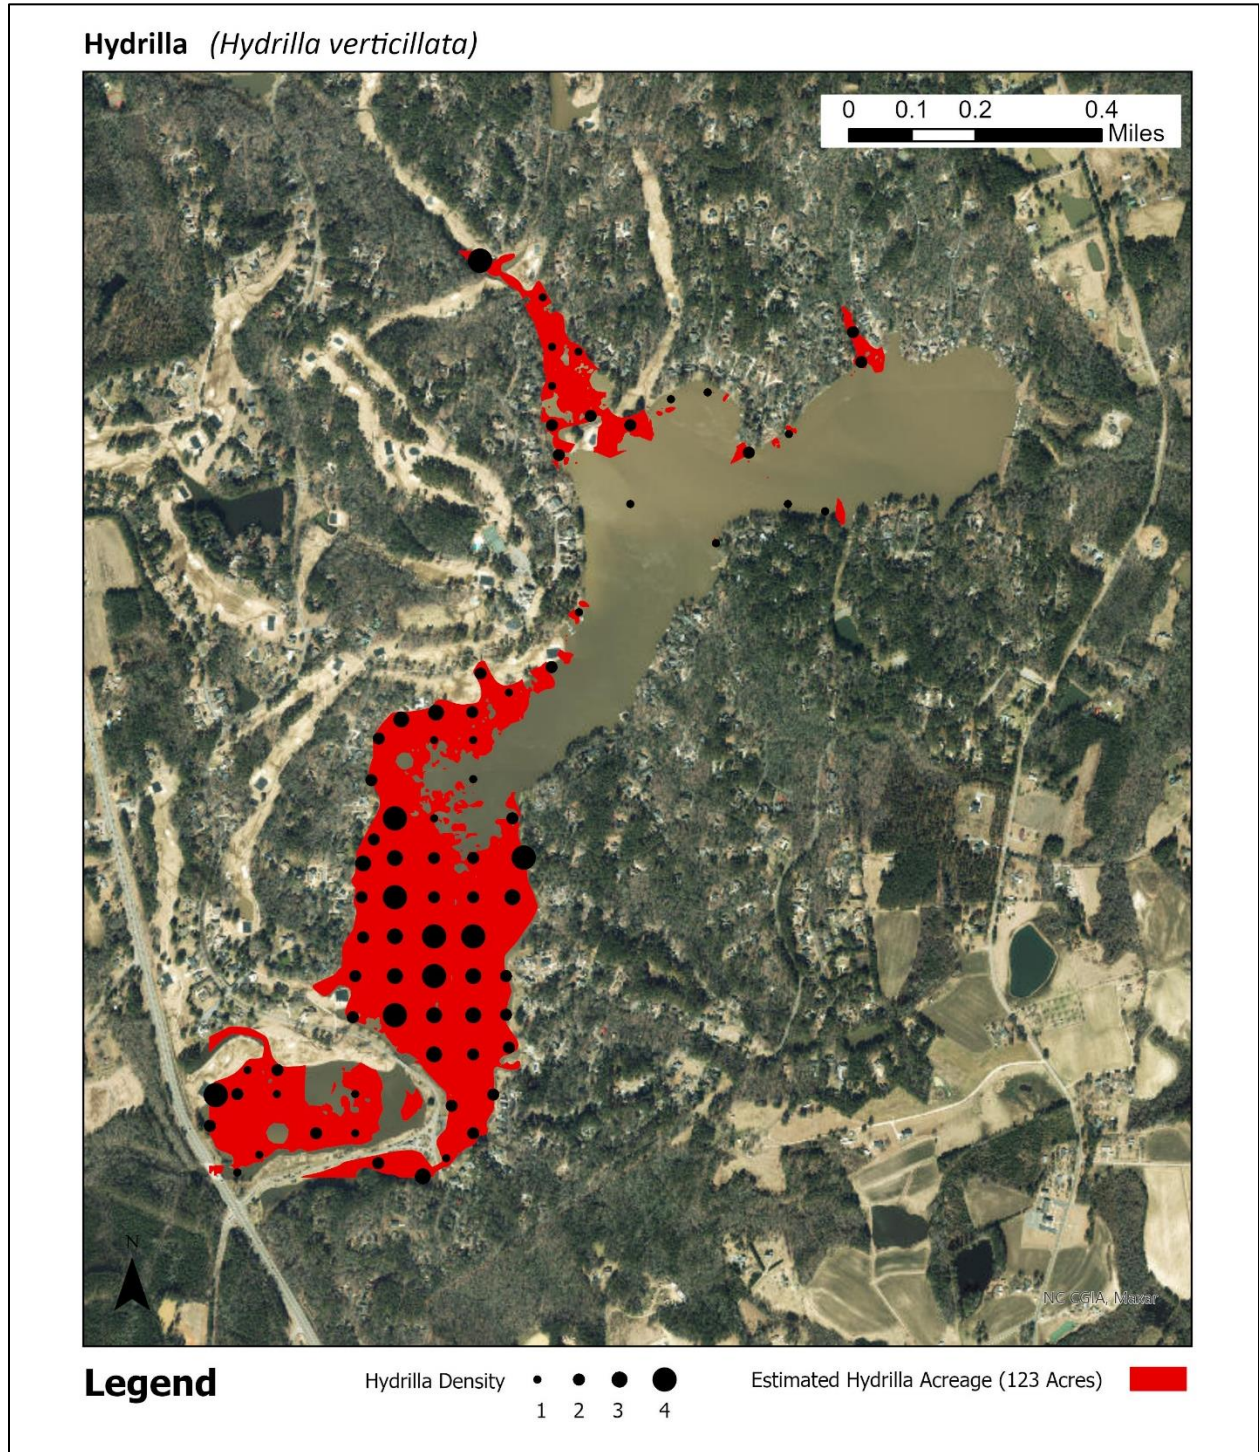 Hydrilla (Hydrilla verticillata)
0 0.1 0.2 0.4
Miles
N
NC CGIA, Maxar
Legend
Hydrilla Density
1 2 3 4
Estimated Hydrilla Acreage (123 Acres)